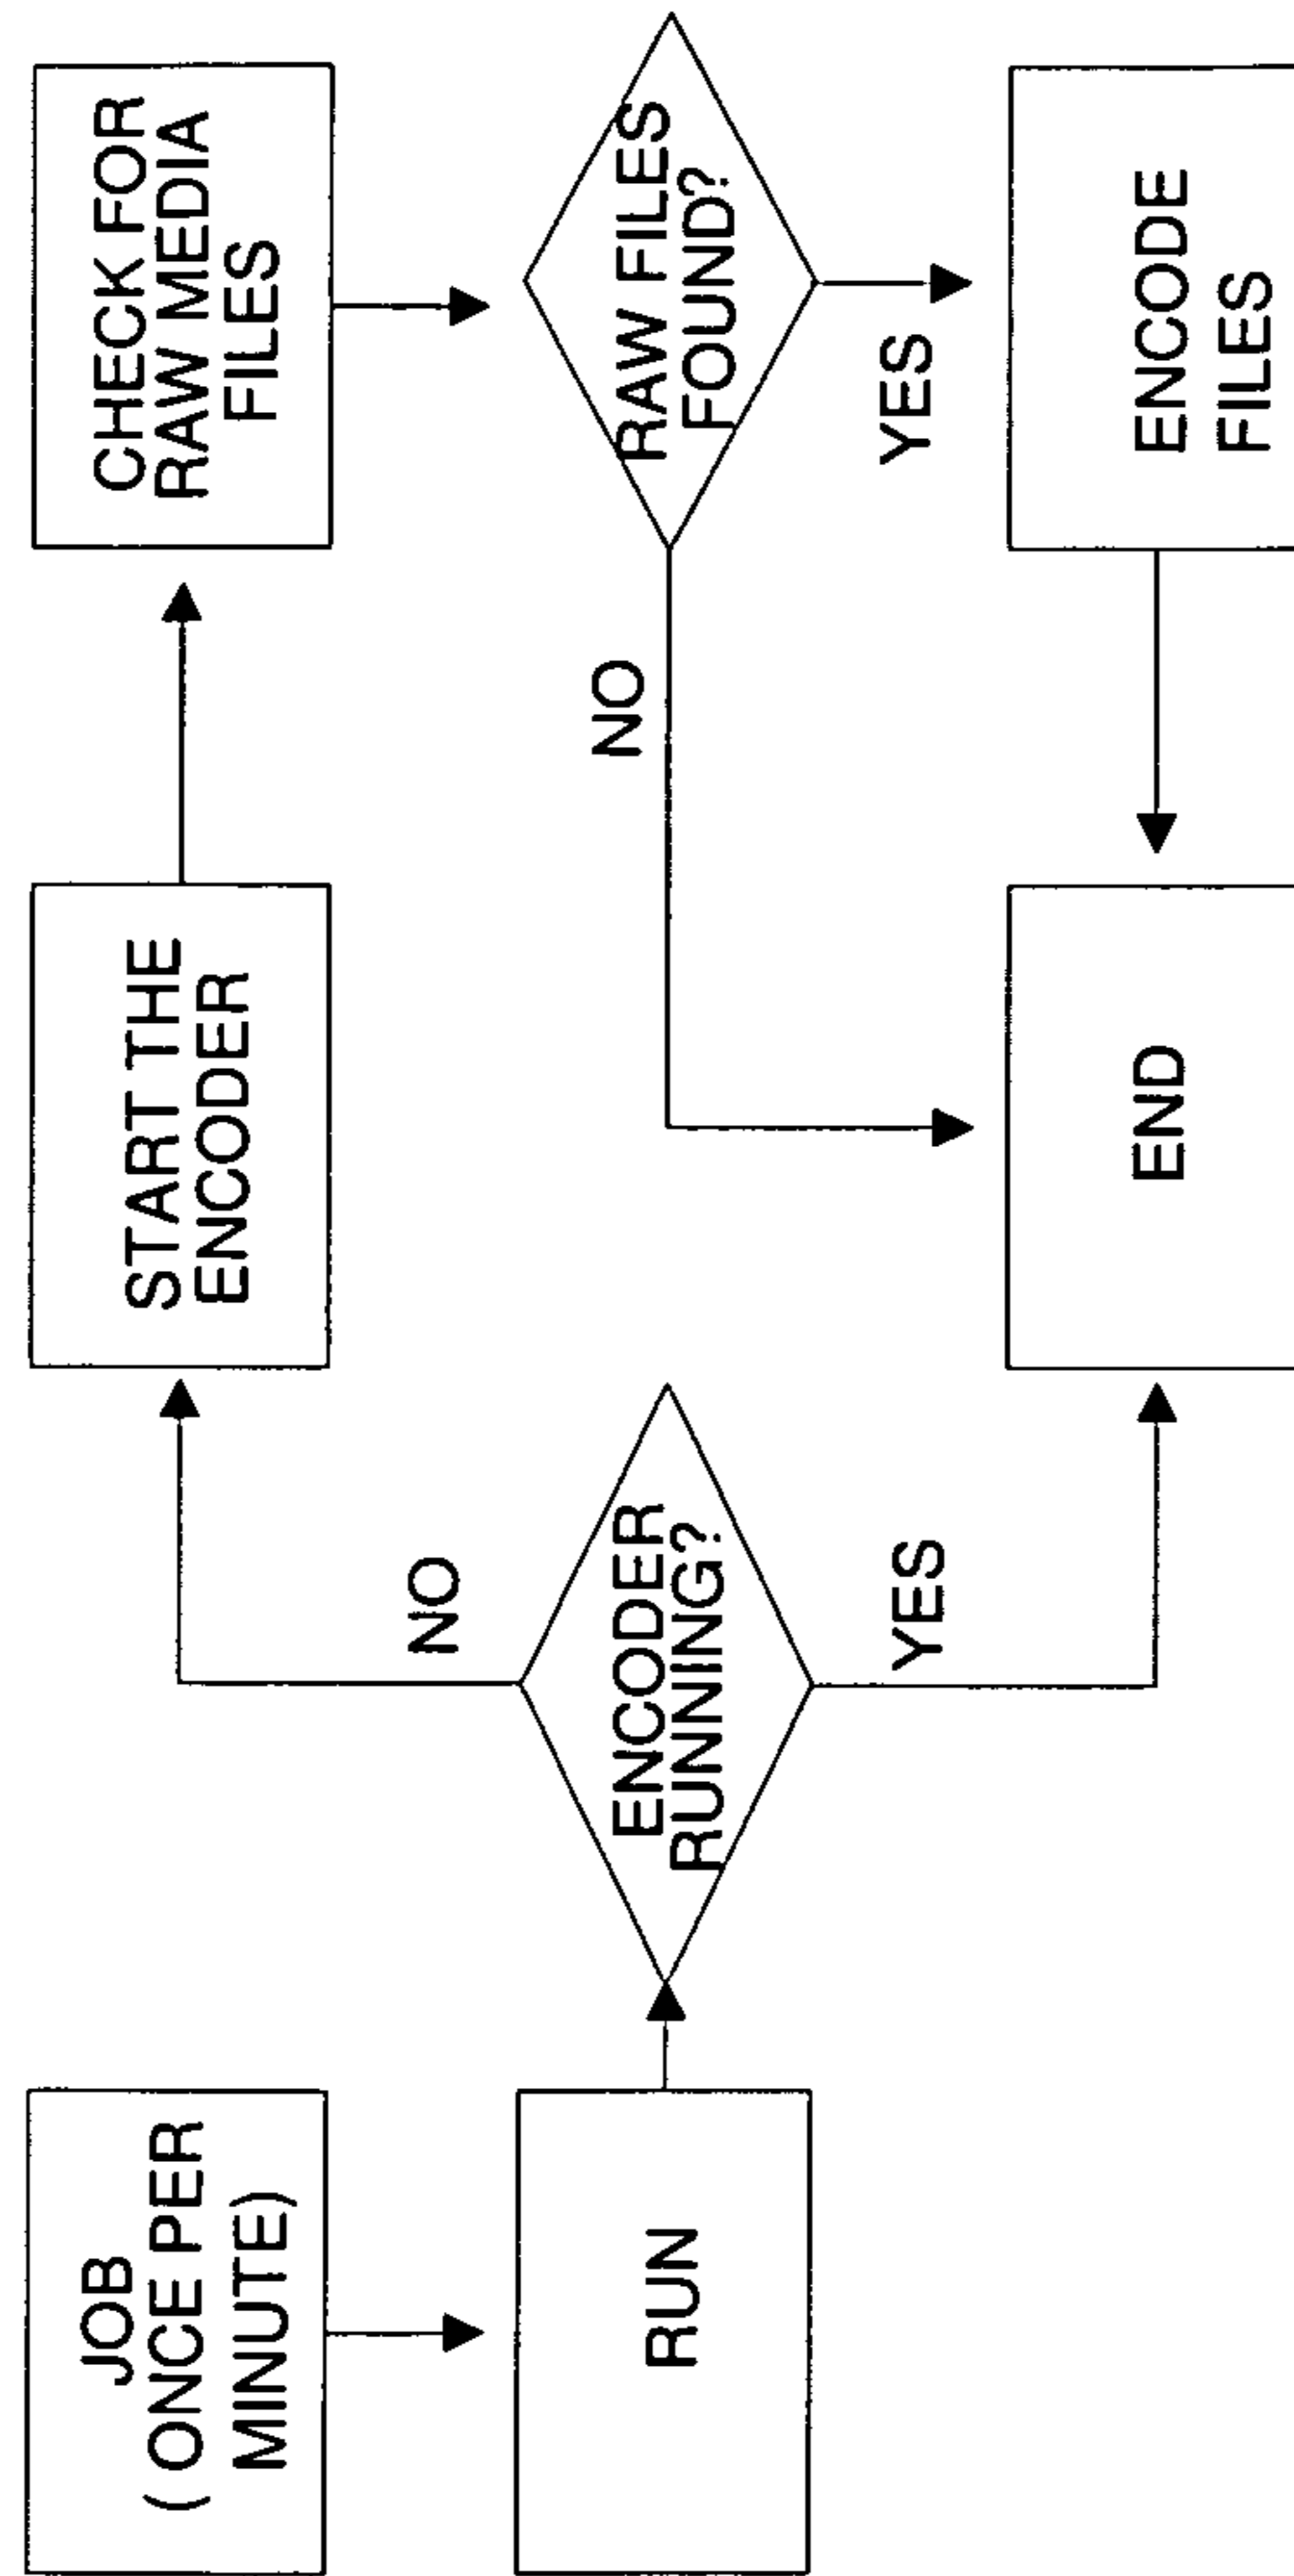 JOB
( ONCE PER
MINUTE)
RUN
ENCODER
RUNNING?
NO
YES
START THE
ENCODER
CHECK FOR
RAW MEDIA
FILES
RAW FILES
FOUND?
NO
YES
ENCODE
FILES
END